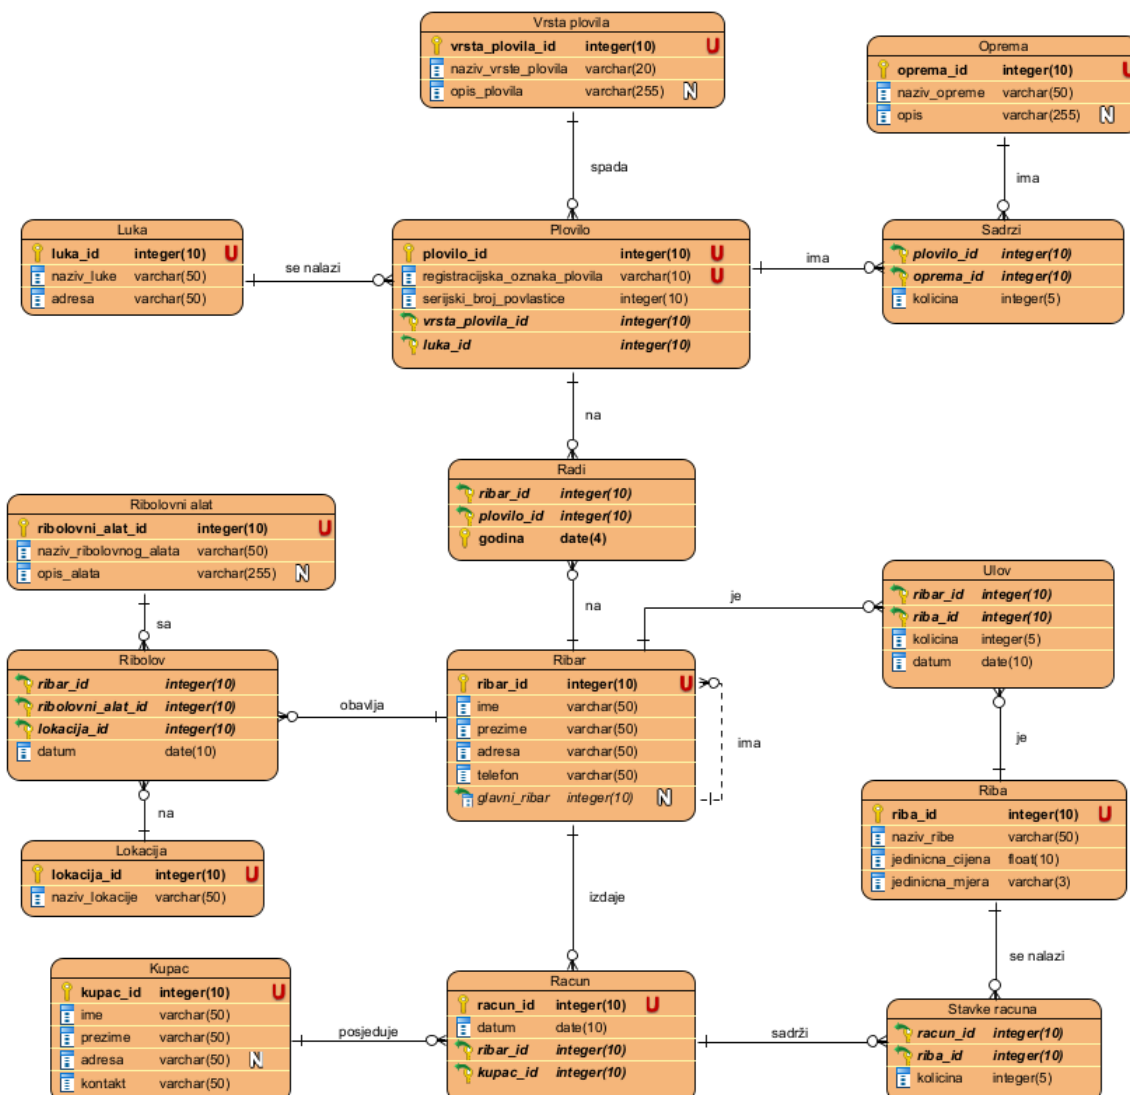 Vrsta plovila
vrsta_plovila_id integer(10) U
naziv_vrste_plovila varchar(20)
opis_plovila varchar(255) N
Oprema
oprema_id integer(10) U
naziv_opreme varchar(50)
opis varchar(255) N
spada
ima
Luka
luka_id integer(10) U
naziv_luke varchar(50)
adresa varchar(50)
se nalazi
Plovilo
plovilo_id integer(10) U
registracijska_oznaka_plovila varchar(10) U
serijski_broj_povlastice integer(10)
vrsta_plovila_id integer(10)
luka_id integer(10)
ima
Sadrzi
plovilo_id integer(10)
oprema_id integer(10)
kolicina integer(5)
na
Radi
ribar_id integer(10)
plovilo_id integer(10)
godina date(4)
Ribolovni alat
ribolovni_alat_id integer(10) U
naziv_ribolovnog_alata varchar(50)
opis_alata varchar(255) N
sa
na
je
Ulov
ribar_id integer(10)
riba_id integer(10)
kolicina integer(5)
datum date(10)
Ribolov
ribar_id integer(10)
ribolovni_alat_id integer(10)
lokacija_id integer(10)
datum date(10)
obavlja
Ribar
ribar_id integer(10) U
ime varchar(50)
prezime varchar(50)
adresa varchar(50)
telefon varchar(50)
glavni_ribar integer(10) N
ima
je
na
Riba
riba_id integer(10) U
naziv_ribe varchar(50)
jedinicna_cijena float(10)
jedinicna_mjera varchar(3)
Lokacija
lokacija_id integer(10) U
naziv_lokacije varchar(50)
izdaje
se nalazi
Kupac
kupac_id integer(10) U
ime varchar(50)
prezime varchar(50)
adresa varchar(50) N
kontakt varchar(50)
posjeduje
Racun
racun_id integer(10) U
datum date(10)
ribar_id integer(10)
kupac_id integer(10)
sadrži
Stavke racuna
racun_id integer(10)
riba_id integer(10)
kolicina integer(5)